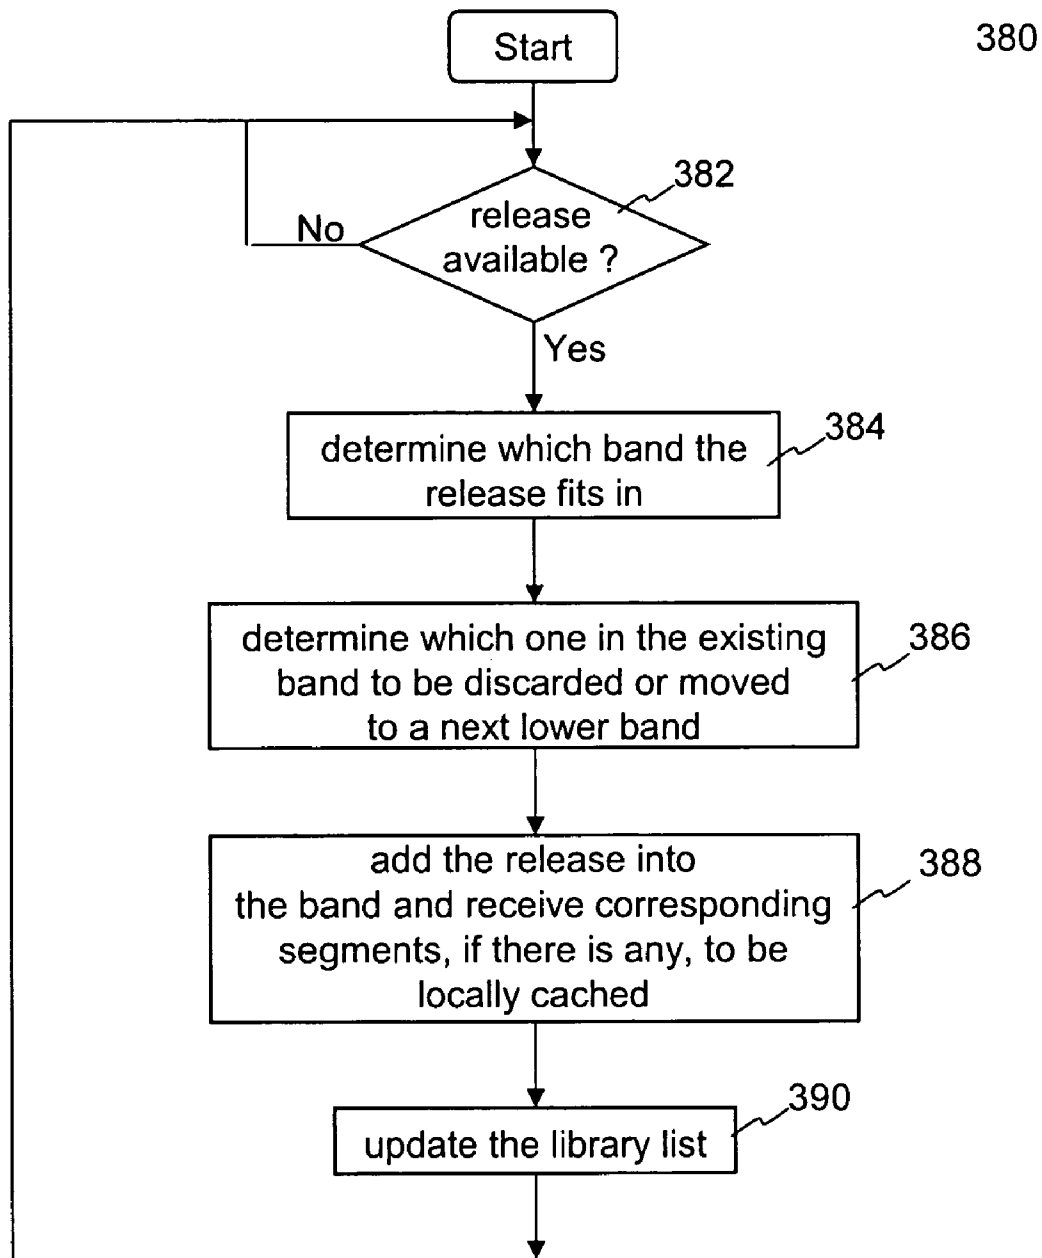 Start
380
382
release
available ?
No
Yes
384
determine which band the
release fits in
386
determine which one in the existing
band to be discarded or moved
to a next lower band
388
add the release into
the band and receive corresponding
segments, if there is any, to be
locally cached
390
update the library list